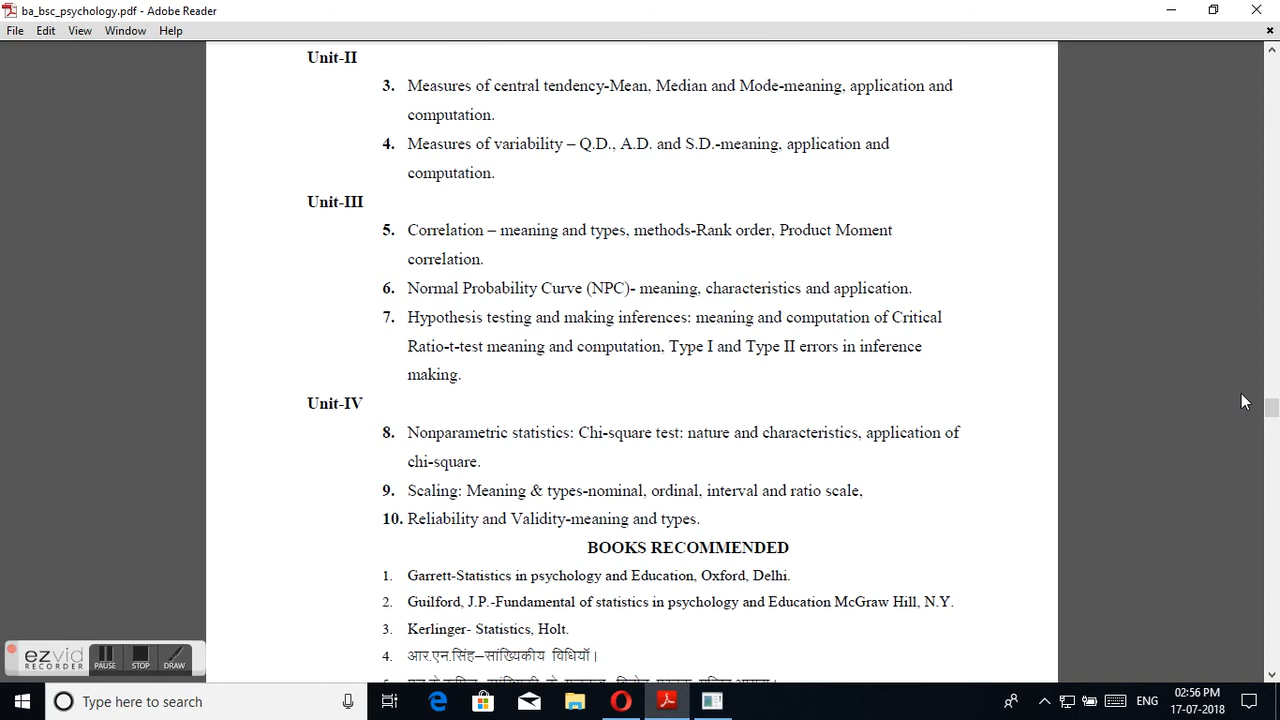 ba_bsc_psychology.pdf - Adobe Reader
File Edit View Window Help
Unit-II
3. Measures of central tendency-Mean, Median and Mode-meaning, application and
computation.
4. Measures of variability – Q.D., A.D. and S.D.-meaning, application and
computation.
Unit-III
5. Correlation – meaning and types, methods-Rank order, Product Moment
correlation.
6. Normal Probability Curve (NPC)- meaning, characteristics and application.
7. Hypothesis testing and making inferences: meaning and computation of Critical
Ratio-t-test meaning and computation, Type I and Type II errors in inference
making.
Unit-IV
8. Nonparametric statistics: Chi-square test: nature and characteristics, application of
chi-square.
9. Scaling: Meaning & types-nominal, ordinal, interval and ratio scale,
10. Reliability and Validity-meaning and types.
BOOKS RECOMMENDED
1. Garrett-Statistics in psychology and Education, Oxford, Delhi.
2. Guilford, J.P.-Fundamental of statistics in psychology and Education McGraw Hill, N.Y.
3. Kerlinger- Statistics, Holt.
4. आर.एन.सिंह–सांख्यिकीय विधियॉ।
ezvid
RECORDER
PAUSE STOP DRAW
Type here to search
ENG
02:56 PM
17-07-2018